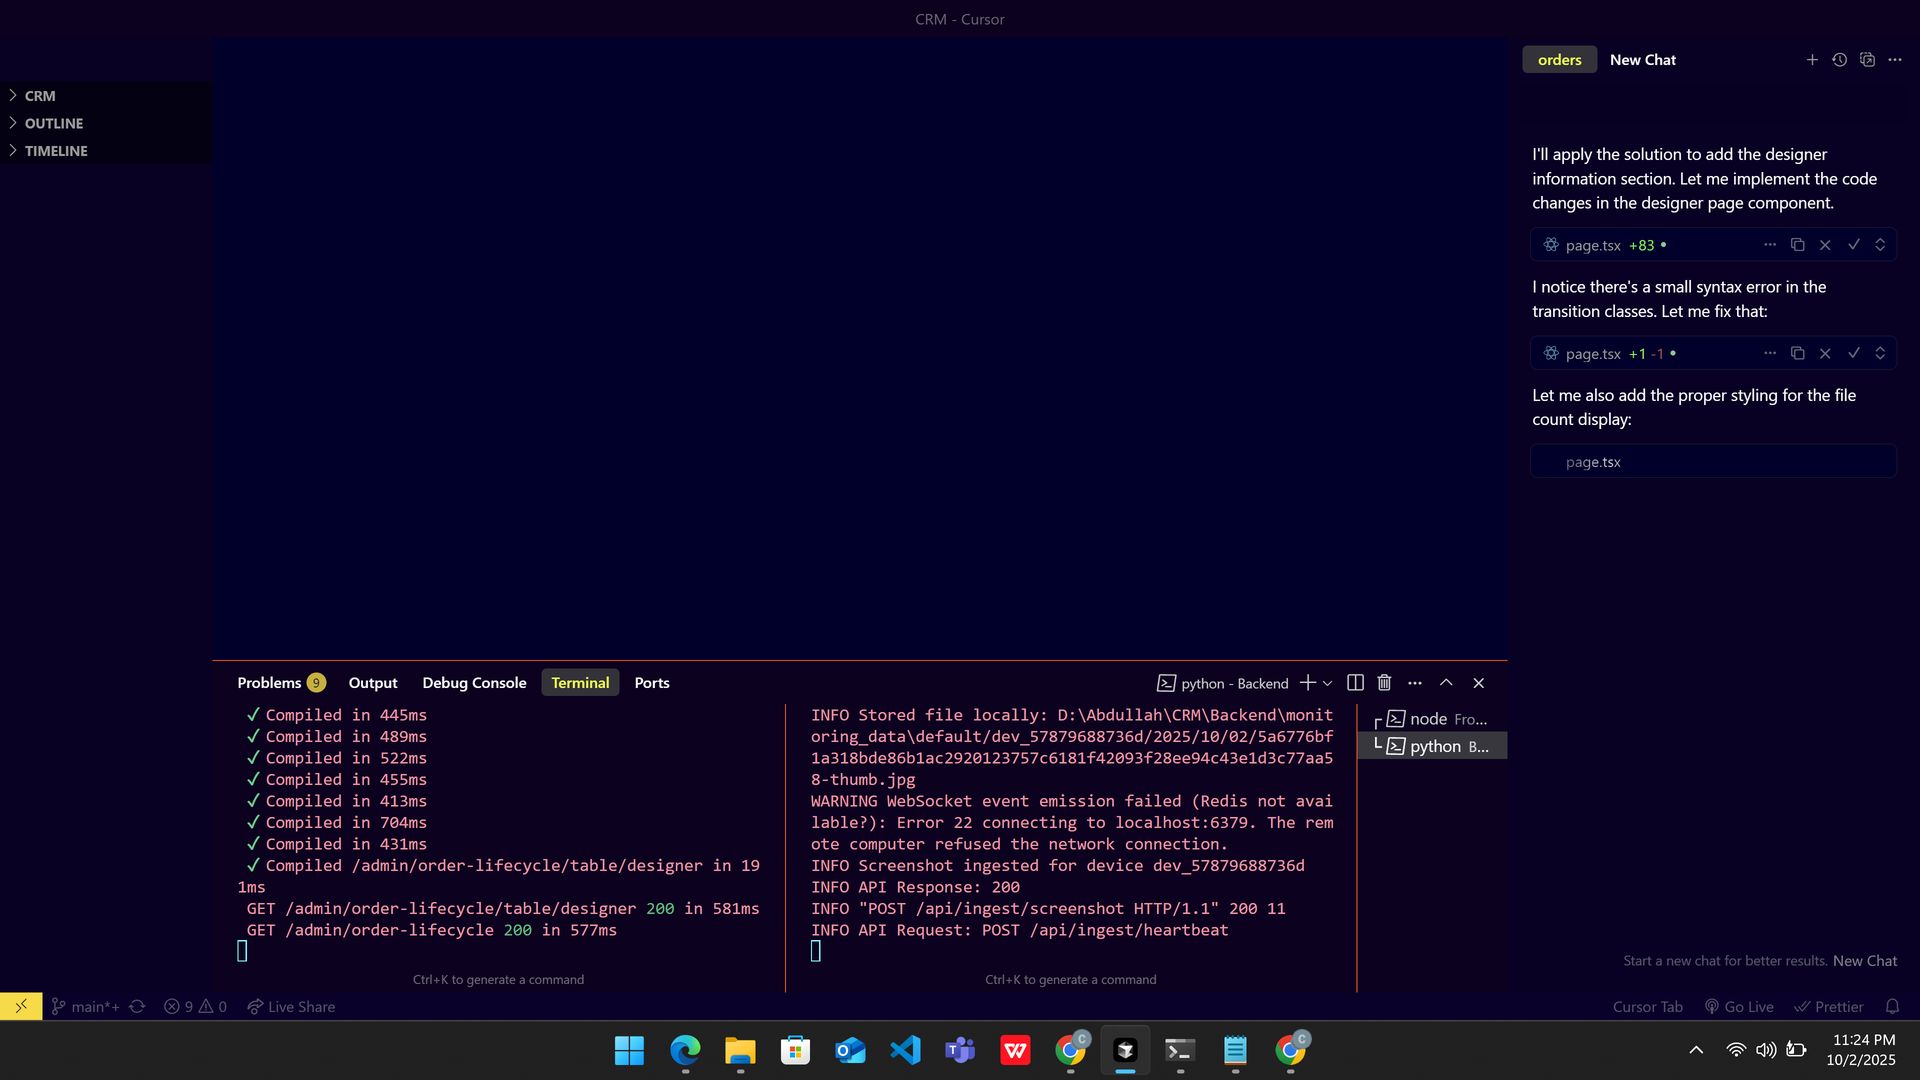 CRM - Cursor
CRM
OUTLINE
TIMELINE
orders New Chat
I'll apply the solution to add the designer
information section. Let me implement the code
changes in the designer page component.
page.tsx +83
I notice there's a small syntax error in the
transition classes. Let me fix that:
page.tsx +1 -1
Let me also add the proper styling for the file
count display:
page.tsx
Start a new chat for better results. New Chat
Problems 9 Output Debug Console Terminal Ports
python - Backend
✓ Compiled in 445ms
✓ Compiled in 489ms
✓ Compiled in 522ms
✓ Compiled in 455ms
✓ Compiled in 413ms
✓ Compiled in 704ms
✓ Compiled in 431ms
✓ Compiled /admin/order-lifecycle/table/designer in 19
1ms
GET /admin/order-lifecycle/table/designer 200 in 581ms
GET /admin/order-lifecycle 200 in 577ms
Ctrl+K to generate a command
INFO Stored file locally: D:\Abdullah\CRM\Backend\monit
oring_data\default/dev_57879688736d/2025/10/02/5a6776bf
1a318bde86b1ac2920123757c6181f42093f28ee94c43e1d3c77aa5
8-thumb.jpg
WARNING WebSocket event emission failed (Redis not avai
lable?): Error 22 connecting to localhost:6379. The rem
ote computer refused the network connection.
INFO Screenshot ingested for device dev_57879688736d
INFO API Response: 200
INFO "POST /api/ingest/screenshot HTTP/1.1" 200 11
INFO API Request: POST /api/ingest/heartbeat
Ctrl+K to generate a command
node Fro...
python B...
main*+ 9 0 Live Share
Cursor Tab Go Live Prettier
11:24 PM
10/2/2025